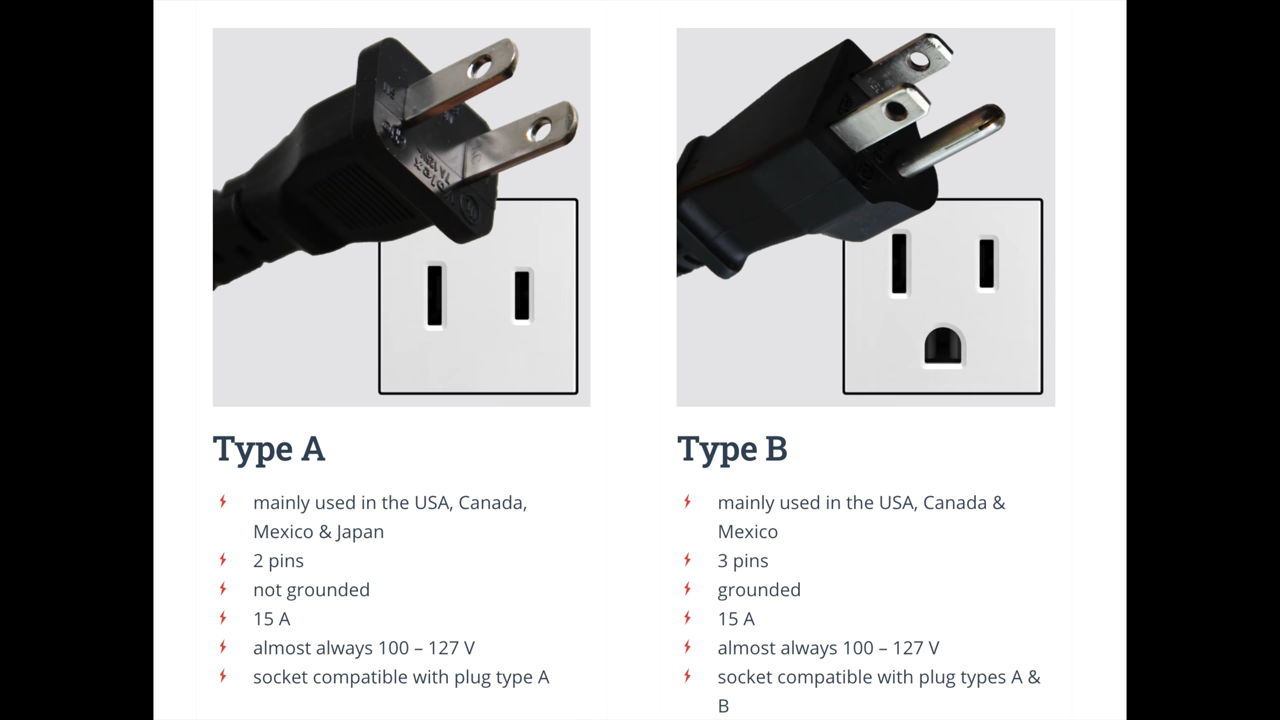 Type A
mainly used in the USA, Canada,
Mexico & Japan
2 pins
not grounded
15 A
almost always 100 – 127 V
socket compatible with plug type A
Type B
mainly used in the USA, Canada &
Mexico
3 pins
grounded
15 A
almost always 100 – 127 V
socket compatible with plug types A &
B